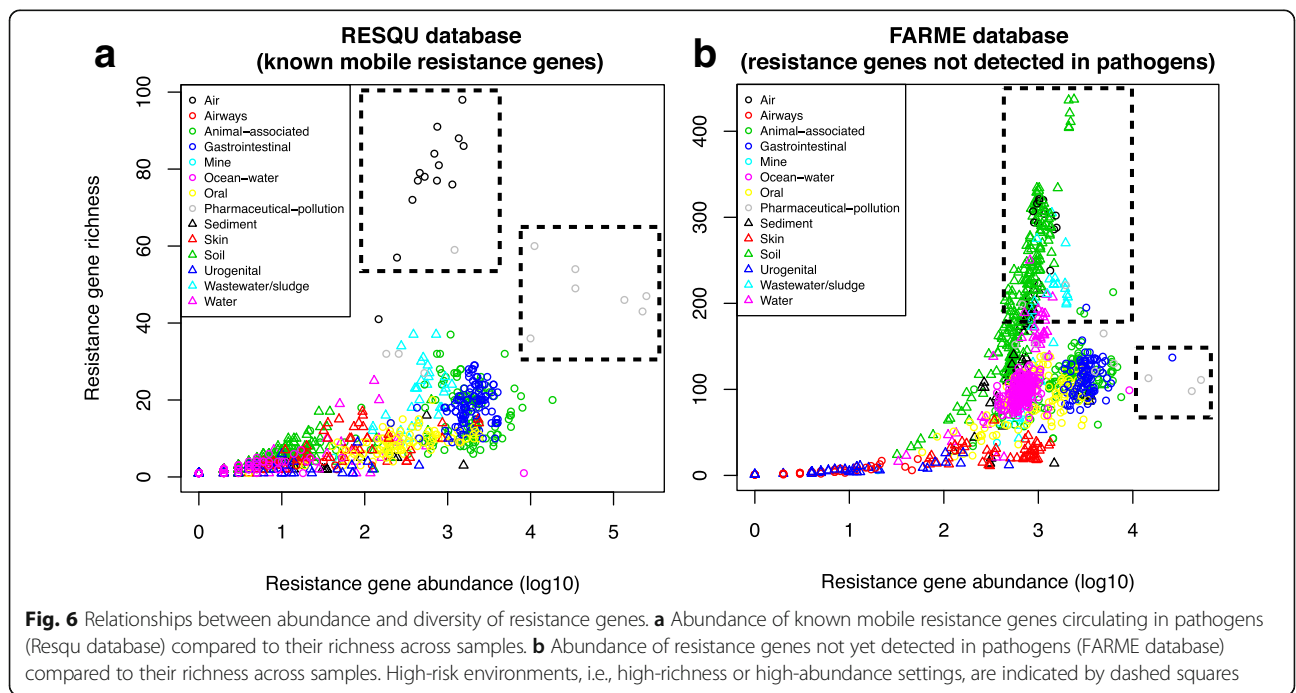 a
RESQU database
(known mobile resistance genes)
Resistance gene richness
100
80
60
40
20
0
Air
Airways
Animal−associated
Gastrointestinal
Mine
Ocean−water
Oral
Pharmaceutical−pollution
Sediment
Skin
Soil
Urogenital
Wastewater/sludge
Water
0 1 2 3 4 5
Resistance gene abundance (log10)
b
FARME database
(resistance genes not detected in pathogens)
400
300
200
100
0
Air
Airways
Animal−associated
Gastrointestinal
Mine
Ocean−water
Oral
Pharmaceutical−pollution
Sediment
Skin
Soil
Urogenital
Wastewater/sludge
Water
0 1 2 3 4
Resistance gene abundance (log10)
Fig. 6 Relationships between abundance and diversity of resistance genes. a Abundance of known mobile resistance genes circulating in pathogens
(Resqu database) compared to their richness across samples. b Abundance of resistance genes not yet detected in pathogens (FARME database)
compared to their richness across samples. High-risk environments, i.e., high-richness or high-abundance settings, are indicated by dashed squares